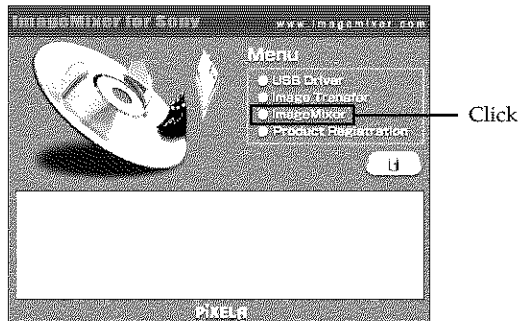 ImageMixer for Sony
www.imagemixer.com
Menu
USB Driver
Image Transfer
ImageMixer
Click
Product Registration
PIXELA